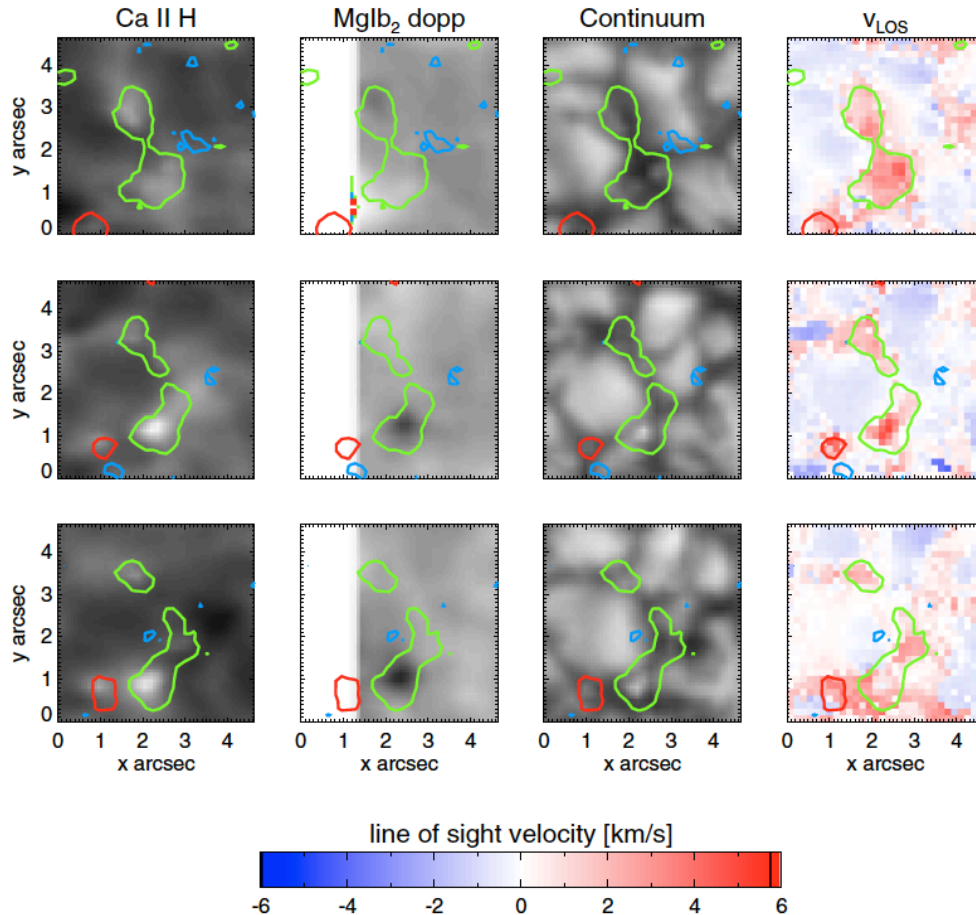 Ca II H MgIb₂ dopp Continuum v_LOS
4
3
2
1
0
y arcsec
4
3
2
1
0
y arcsec
4
3
2
1
0
y arcsec
0 1 2 3 4 0 1 2 3 4 0 1 2 3 4 0 1 2 3 4
x arcsec x arcsec x arcsec x arcsec
line of sight velocity [km/s]
-6 -4 -2 0 2 4 6